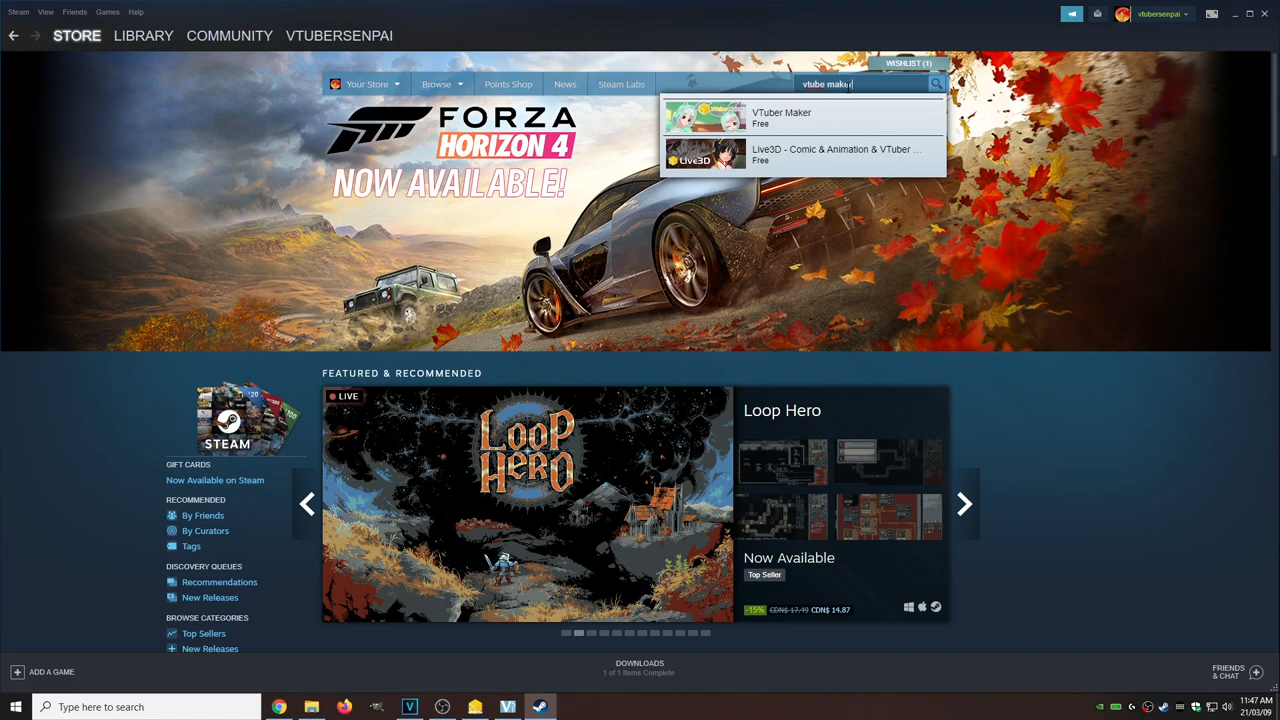 Steam View Friends Games Help
vtubersenpai
STORE LIBRARY COMMUNITY VTUBERSENPAI
WISHLIST (1)
Your Store Browse Points Shop News Steam Labs
vtube maker
VTuber Maker
Free
Live3D
Live3D - Comic & Animation & VTuber ...
Free
FORZA
HORIZON 4
NOW AVAILABLE!
FEATURED & RECOMMENDED
LIVE
LOOP
HERO
Loop Hero
STEAM
GIFT CARDS
Now Available on Steam
RECOMMENDED
By Friends
By Curators
Tags
DISCOVERY QUEUES
Recommendations
New Releases
BROWSE CATEGORIES
Top Sellers
New Releases
Now Available
Top Seller
-15% CDN$ 17.49 CDN$ 14.87
ADD A GAME
DOWNLOADS
1 of 1 Items Complete
FRIENDS
& CHAT
Type here to search
11:47 AM
21/03/09